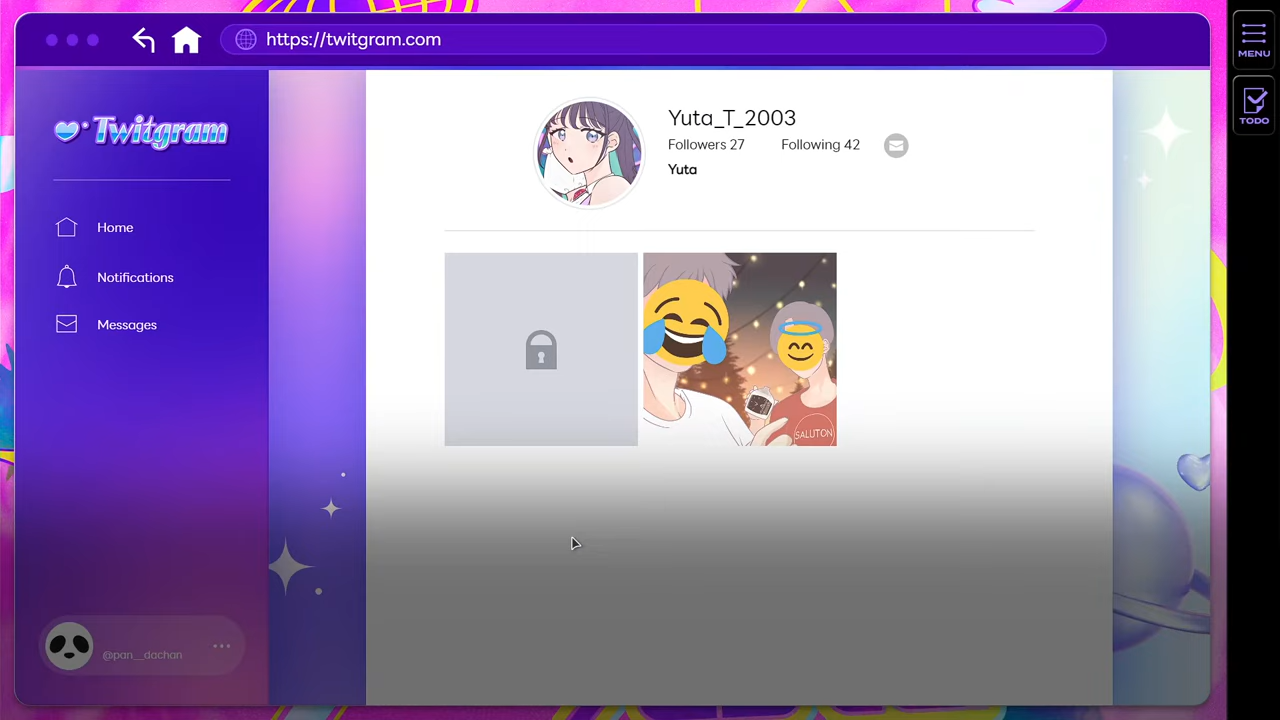 https://twitgram.com
MENU
TODO
Twitgram
Home
Notifications
Messages
@pan__dachan
Yuta_T_2003
Followers 27 Following 42
Yuta
SALUTON